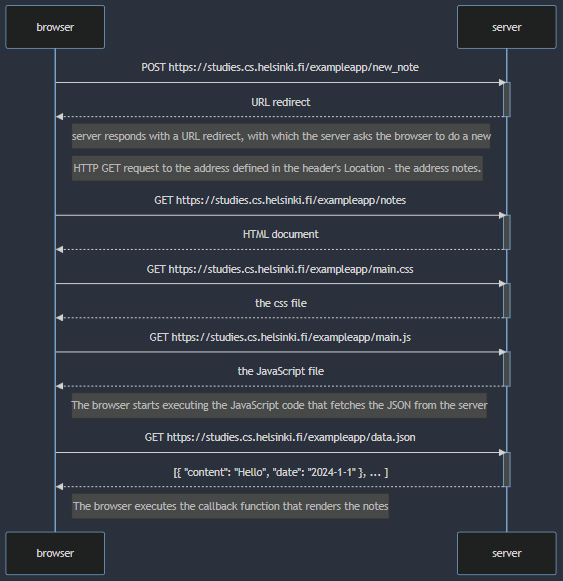 browser server
POST https://studies.cs.helsinki.fi/exampleapp/new_note
URL redirect
server responds with a URL redirect, with which the server asks the browser to do a new
HTTP GET request to the address defined in the header's Location - the address notes.
GET https://studies.cs.helsinki.fi/exampleapp/notes
HTML document
GET https://studies.cs.helsinki.fi/exampleapp/main.css
the css file
GET https://studies.cs.helsinki.fi/exampleapp/main.js
the JavaScript file
The browser starts executing the JavaScript code that fetches the JSON from the server
GET https://studies.cs.helsinki.fi/exampleapp/data.json
[{ "content": "Hello", "date": "2024-1-1" }, ... ]
The browser executes the callback function that renders the notes
browser server